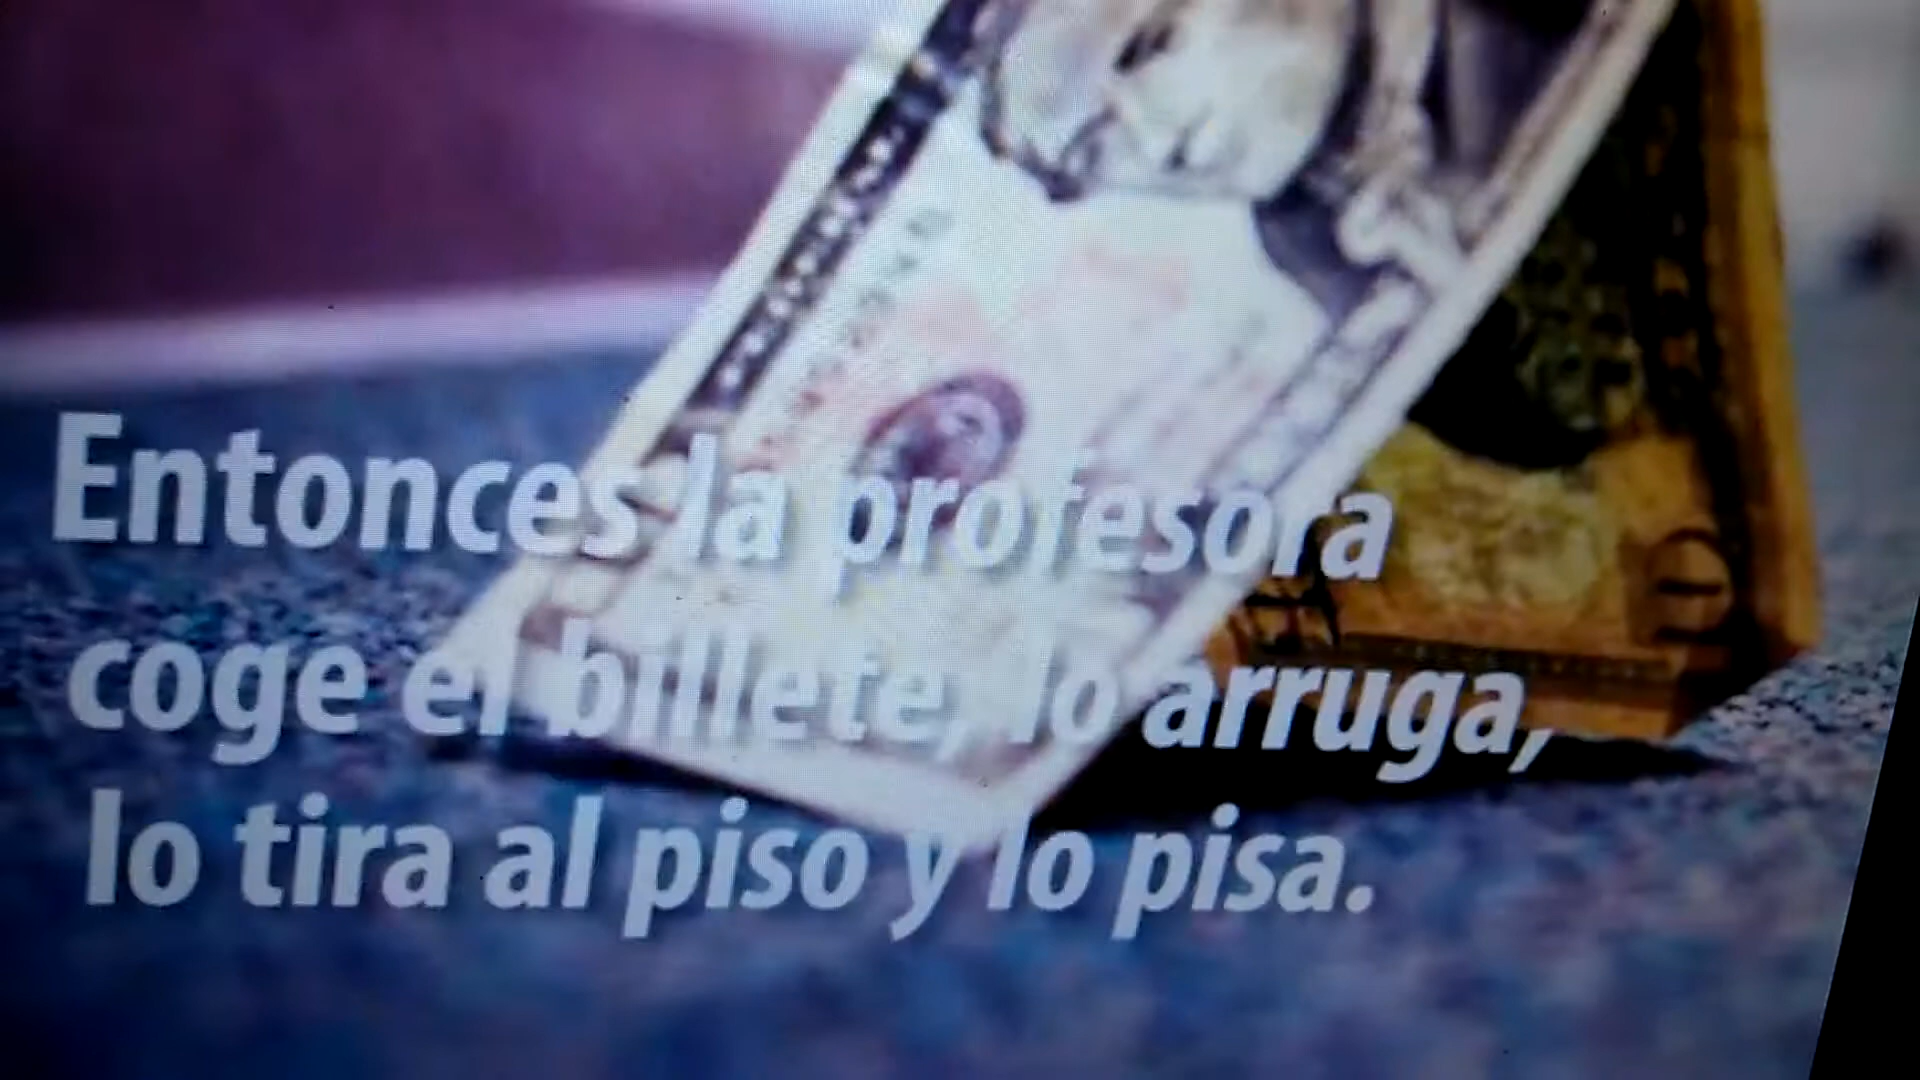 Entonces la profesora
coge el billete, lo arruga,
lo tira al piso y lo pisa.